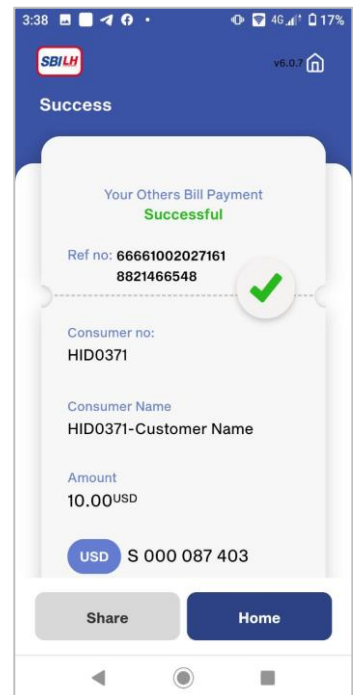 3:38 4G 17%
SBILH v6.0.7
Success
Your Others Bill Payment
Successful
Ref no: 66661002027161
8821466548
Consumer no:
HID0371
Consumer Name
HID0371-Customer Name
Amount
10.00USD
USD S 000 087 403
Share Home